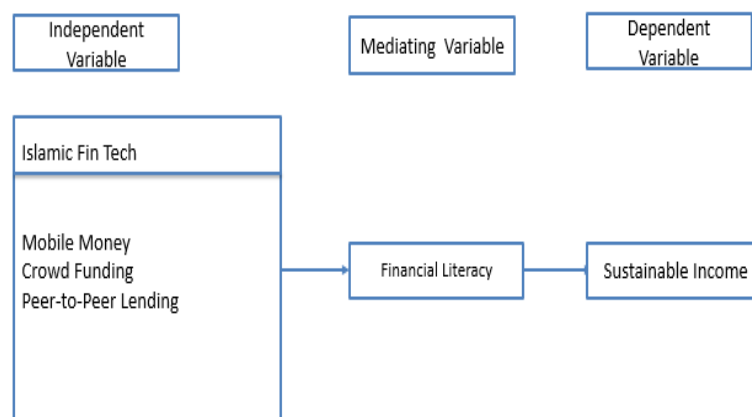 Independent
Variable
Mediating Variable
Dependent
Variable
Islamic Fin Tech
Mobile Money
Crowd Funding
Peer-to-Peer Lending
Financial Literacy
Sustainable Income